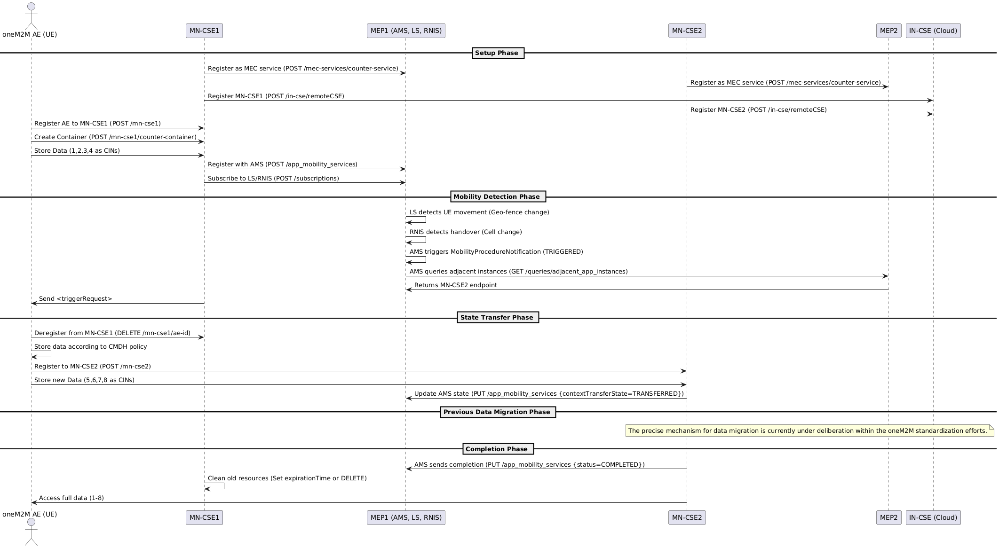 oneM2M AE (UE)
MN-CSE1
MEP1 (AMS, LS, RNIS)
MN-CSE2
MEP2
IN-CSE (Cloud)
Setup Phase
Register as MEC service (POST /mec-services/counter-service)
Register as MEC service (POST /mec-services/counter-service)
Register MN-CSE1 (POST /in-cse/remoteCSE)
Register MN-CSE2 (POST /in-cse/remoteCSE)
Register AE to MN-CSE1 (POST /mn-cse1)
Create Container (POST /mn-cse1/counter-container)
Store Data (1,2,3,4 as CINs)
Register with AMS (POST /app_mobility_services)
Subscribe to LS/RNIS (POST /subscriptions)
Mobility Detection Phase
LS detects UE movement (Geo-fence change)
RNIS detects handover (Cell change)
AMS triggers MobilityProcedureNotification (TRIGGERED)
AMS queries adjacent instances (GET /queries/adjacent_app_instances)
Returns MN-CSE2 endpoint
Send <triggerRequest>
State Transfer Phase
Deregister from MN-CSE1 (DELETE /mn-cse1/ae-id)
Store data according to CMDH policy
Register to MN-CSE2 (POST /mn-cse2)
Store new Data (5,6,7,8 as CINs)
Update AMS state (PUT /app_mobility_services {contextTransferState=TRANSFERRED})
Previous Data Migration Phase
The precise mechanism for data migration is currently under deliberation within the oneM2M standardization efforts.
Completion Phase
AMS sends completion (PUT /app_mobility_services {status=COMPLETED})
Clean old resources (Set expirationTime or DELETE)
Access full data (1-8)
oneM2M AE (UE)
MN-CSE1
MEP1 (AMS, LS, RNIS)
MN-CSE2
MEP2
IN-CSE (Cloud)